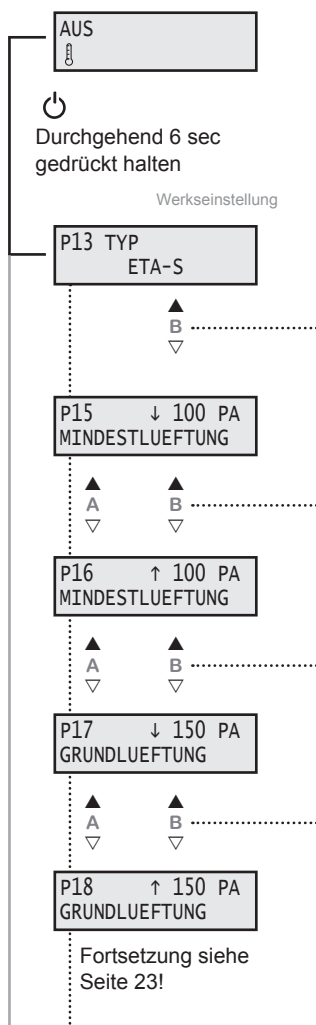 AUS
Durchgehend 6 sec
gedrückt halten
Werkseinstellung
P13 TYP
ETA-S
▲
B
▽
P15 ↓ 100 PA
MINDESTLUEFTUNG
▲ ▲
A B
▽ ▽
P16 ↑ 100 PA
MINDESTLUEFTUNG
▲ ▲
A B
▽ ▽
P17 ↓ 150 PA
GRUNDLUEFTUNG
▲ ▲
A B
▽ ▽
P18 ↑ 150 PA
GRUNDLUEFTUNG
Fortsetzung siehe
Seite 23!